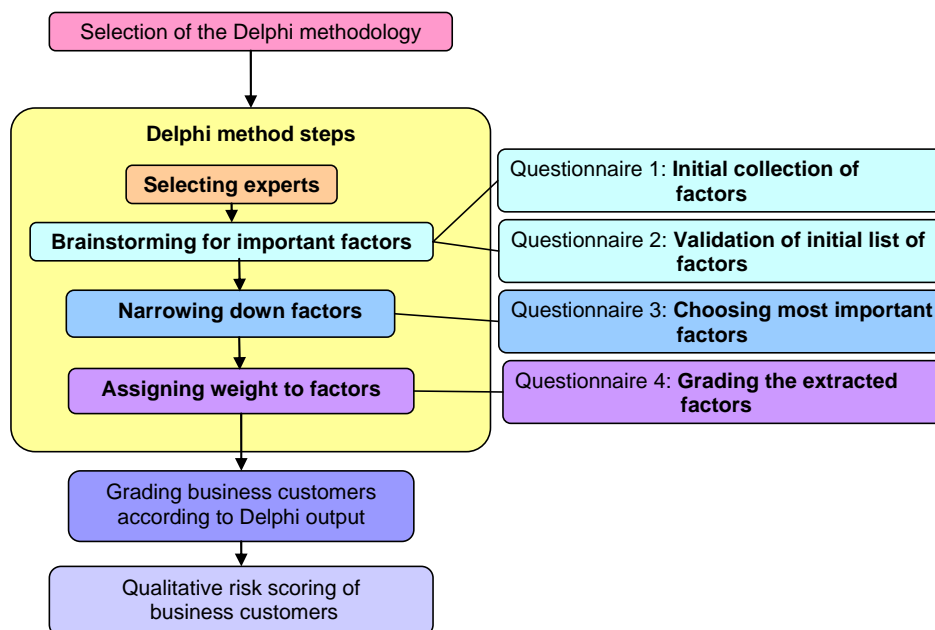 Selection of the Delphi methodology
Delphi method steps
Selecting experts
Brainstorming for important factors
Narrowing down factors
Assigning weight to factors
Questionnaire 1: Initial collection of
factors
Questionnaire 2: Validation of initial list of
factors
Questionnaire 3: Choosing most important
factors
Questionnaire 4: Grading the extracted
factors
Grading business customers
according to Delphi output
Qualitative risk scoring of
business customers